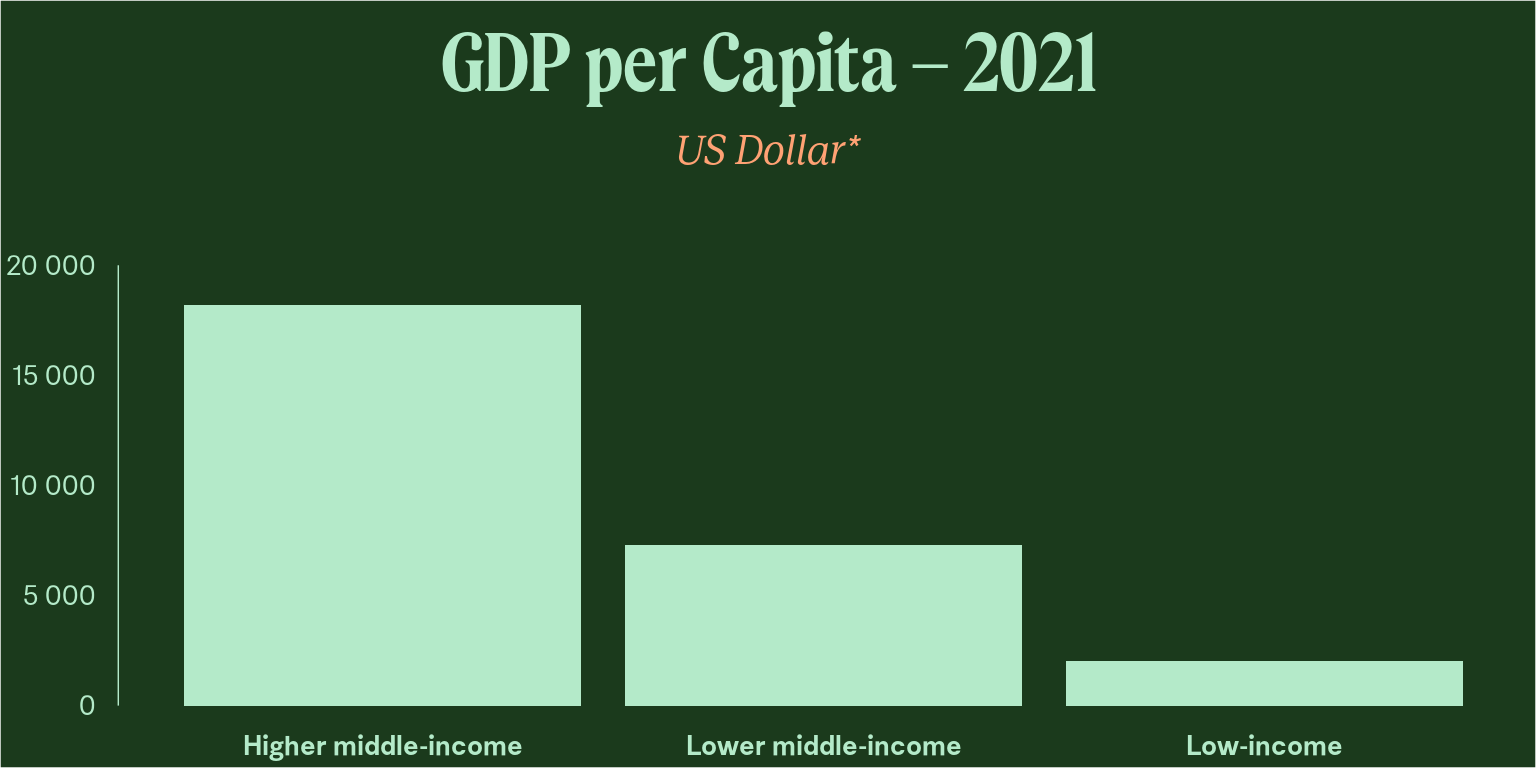 GDP per Capita – 2021
US Dollar*
20 000
15 000
10 000
5 000
0
Higher middle-income
Lower middle-income
Low-income